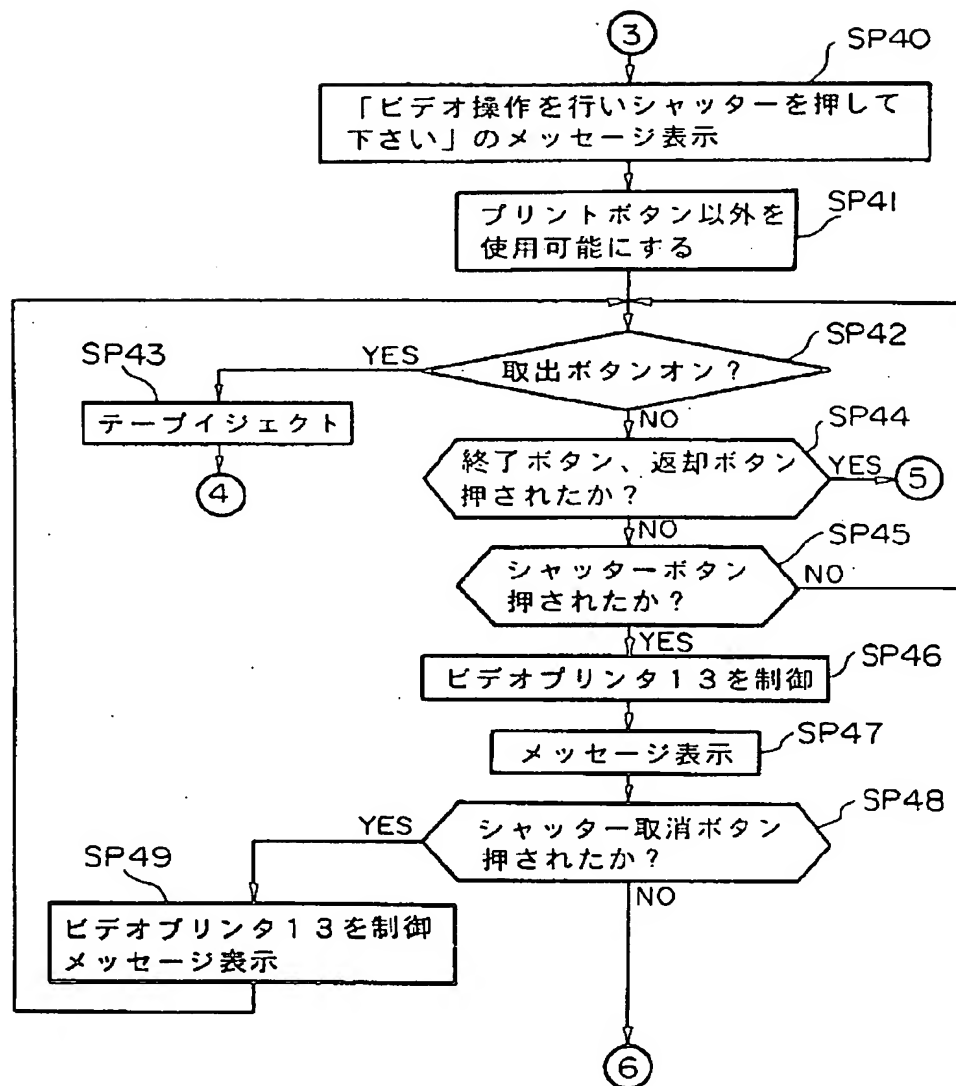 3
SP40
「ビデオ操作を行いシャッターを押して
下さい」のメッセージ表示
SP41
プリントボタン以外を
使用可能にする
SP42
取出ボタンオン?
YES
SP43
テープイジェクト
4
NO
SP44
終了ボタン、返却ボタン
押されたか?
YES
5
NO
SP45
シャッターボタン
押されたか?
NO
YES
SP46
ビデオプリンタ13を制御
SP47
メッセージ表示
SP48
シャッター取消ボタン
押されたか?
YES
SP49
ビデオプリンタ13を制御
メッセージ表示
NO
6